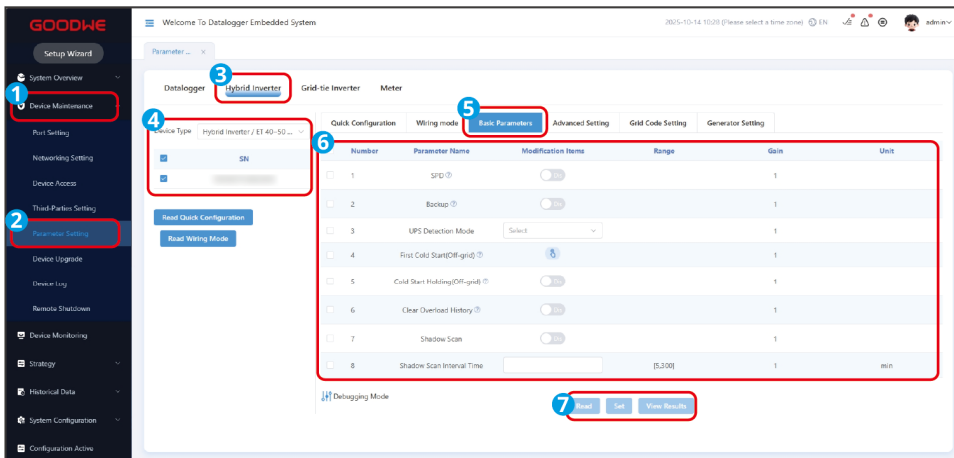 GOODWE
Welcome To Datalogger Embedded System
2025-10-14 10:28 (Please select a time zone) EN admin
Setup Wizard
Parameter ... ×
System Overview
1
Device Maintenance
Port Setting
Networking Setting
Device Access
Third-Parties Setting
2
Parameter Setting
Device Upgrade
Device Log
Remote Shutdown
Device Monitoring
Strategy
Historical Data
System Configuration
Configuration Active
3
Datalogger Hybrid Inverter Grid-tie Inverter Meter
4
Device Type Hybrid Inverter / ET 40-50 ...
SN
Read Quick Configuration
Read Wiring Mode
5
Quick Configuration Wiring mode Basic Parameters Advanced Setting Grid Code Setting Generator Setting
6
Number Parameter Name Modification Items Range Gain Unit
1 SPD 1
2 Backup 1
3 UPS Detection Mode Select 1
4 First Cold Start(Off-grid) 1
5 Cold Start Holding(Off-grid) 1
6 Clear Overload History 1
7 Shadow Scan 1
8 Shadow Scan Interval Time [5,300] 1 min
Debugging Mode
7
Read Set View Results